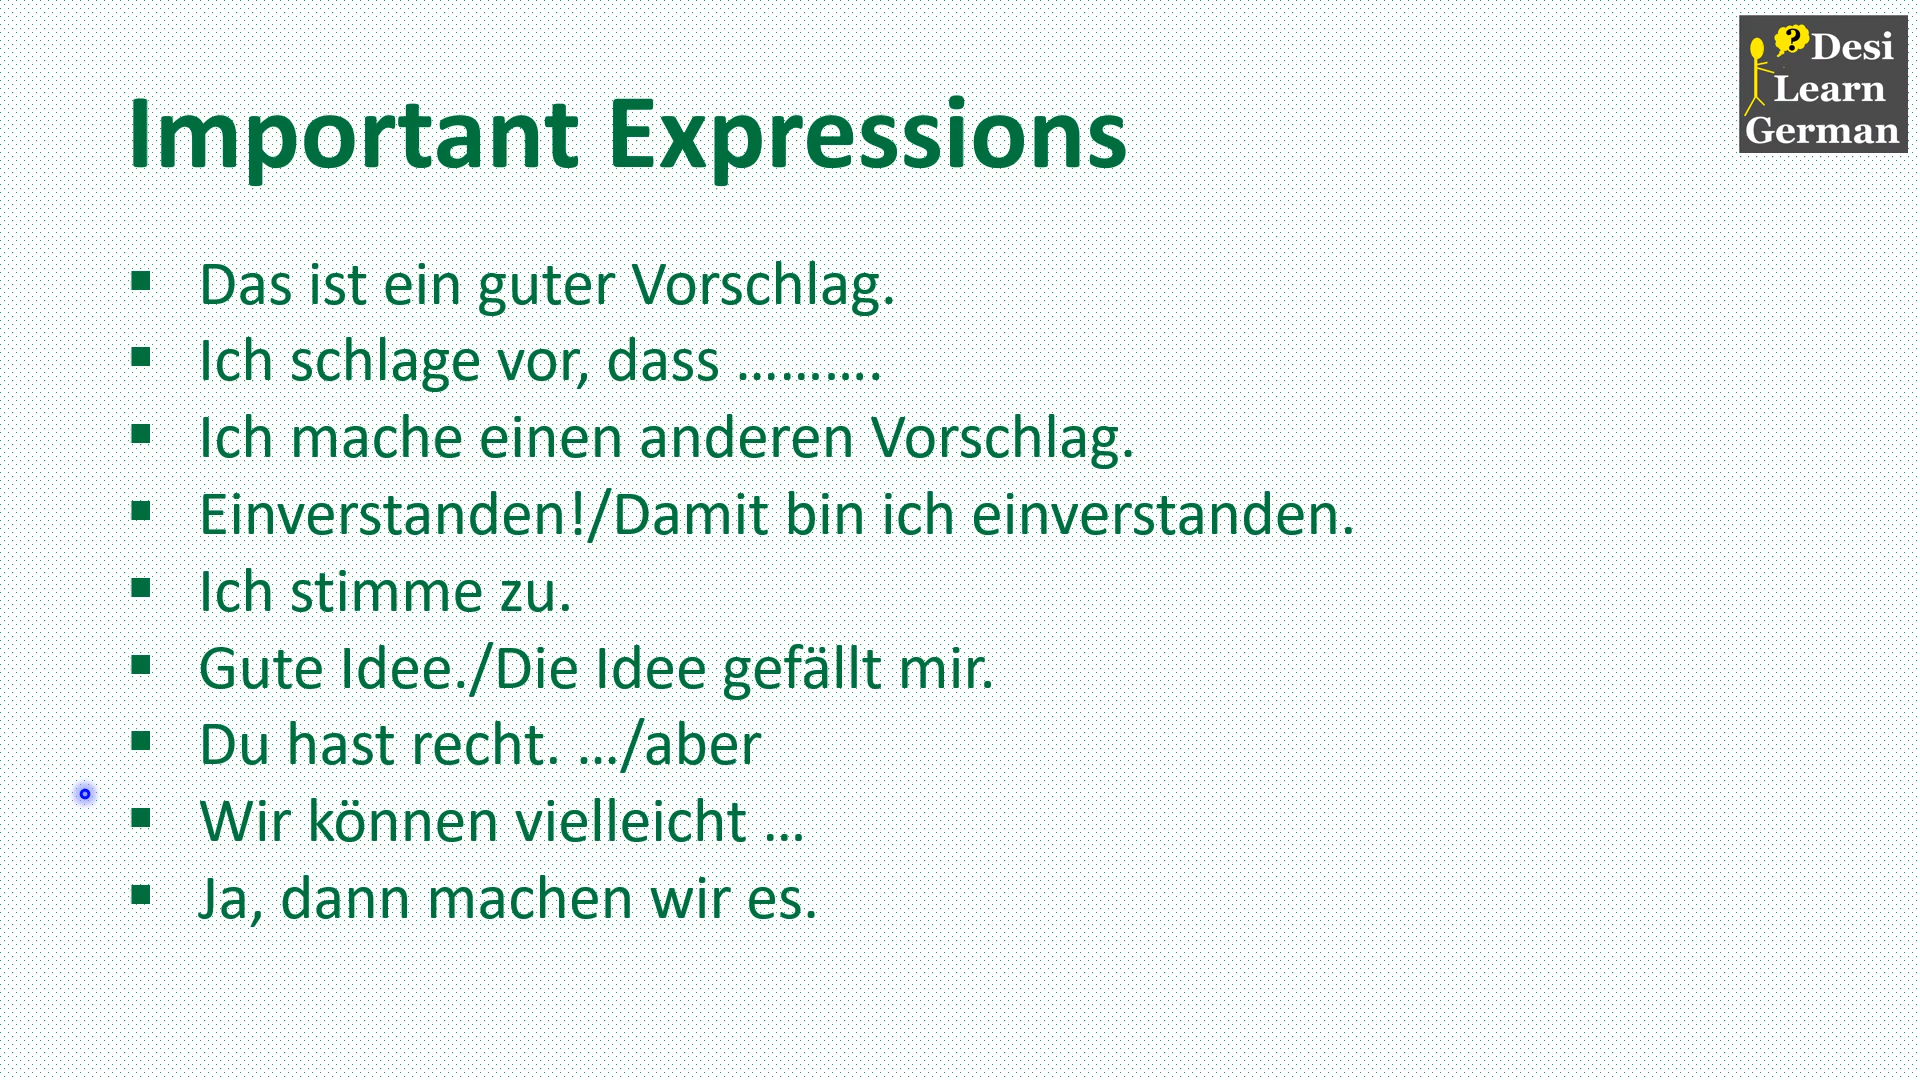 Important Expressions
▪ Das ist ein guter Vorschlag.
▪ Ich schlage vor, dass ..........
▪ Ich mache einen anderen Vorschlag.
▪ Einverstanden!/Damit bin ich einverstanden.
▪ Ich stimme zu.
▪ Gute Idee./Die Idee gefällt mir.
▪ Du hast recht. .../aber
▪ Wir können vielleicht ...
▪ Ja, dann machen wir es.
?
Desi
Learn
German